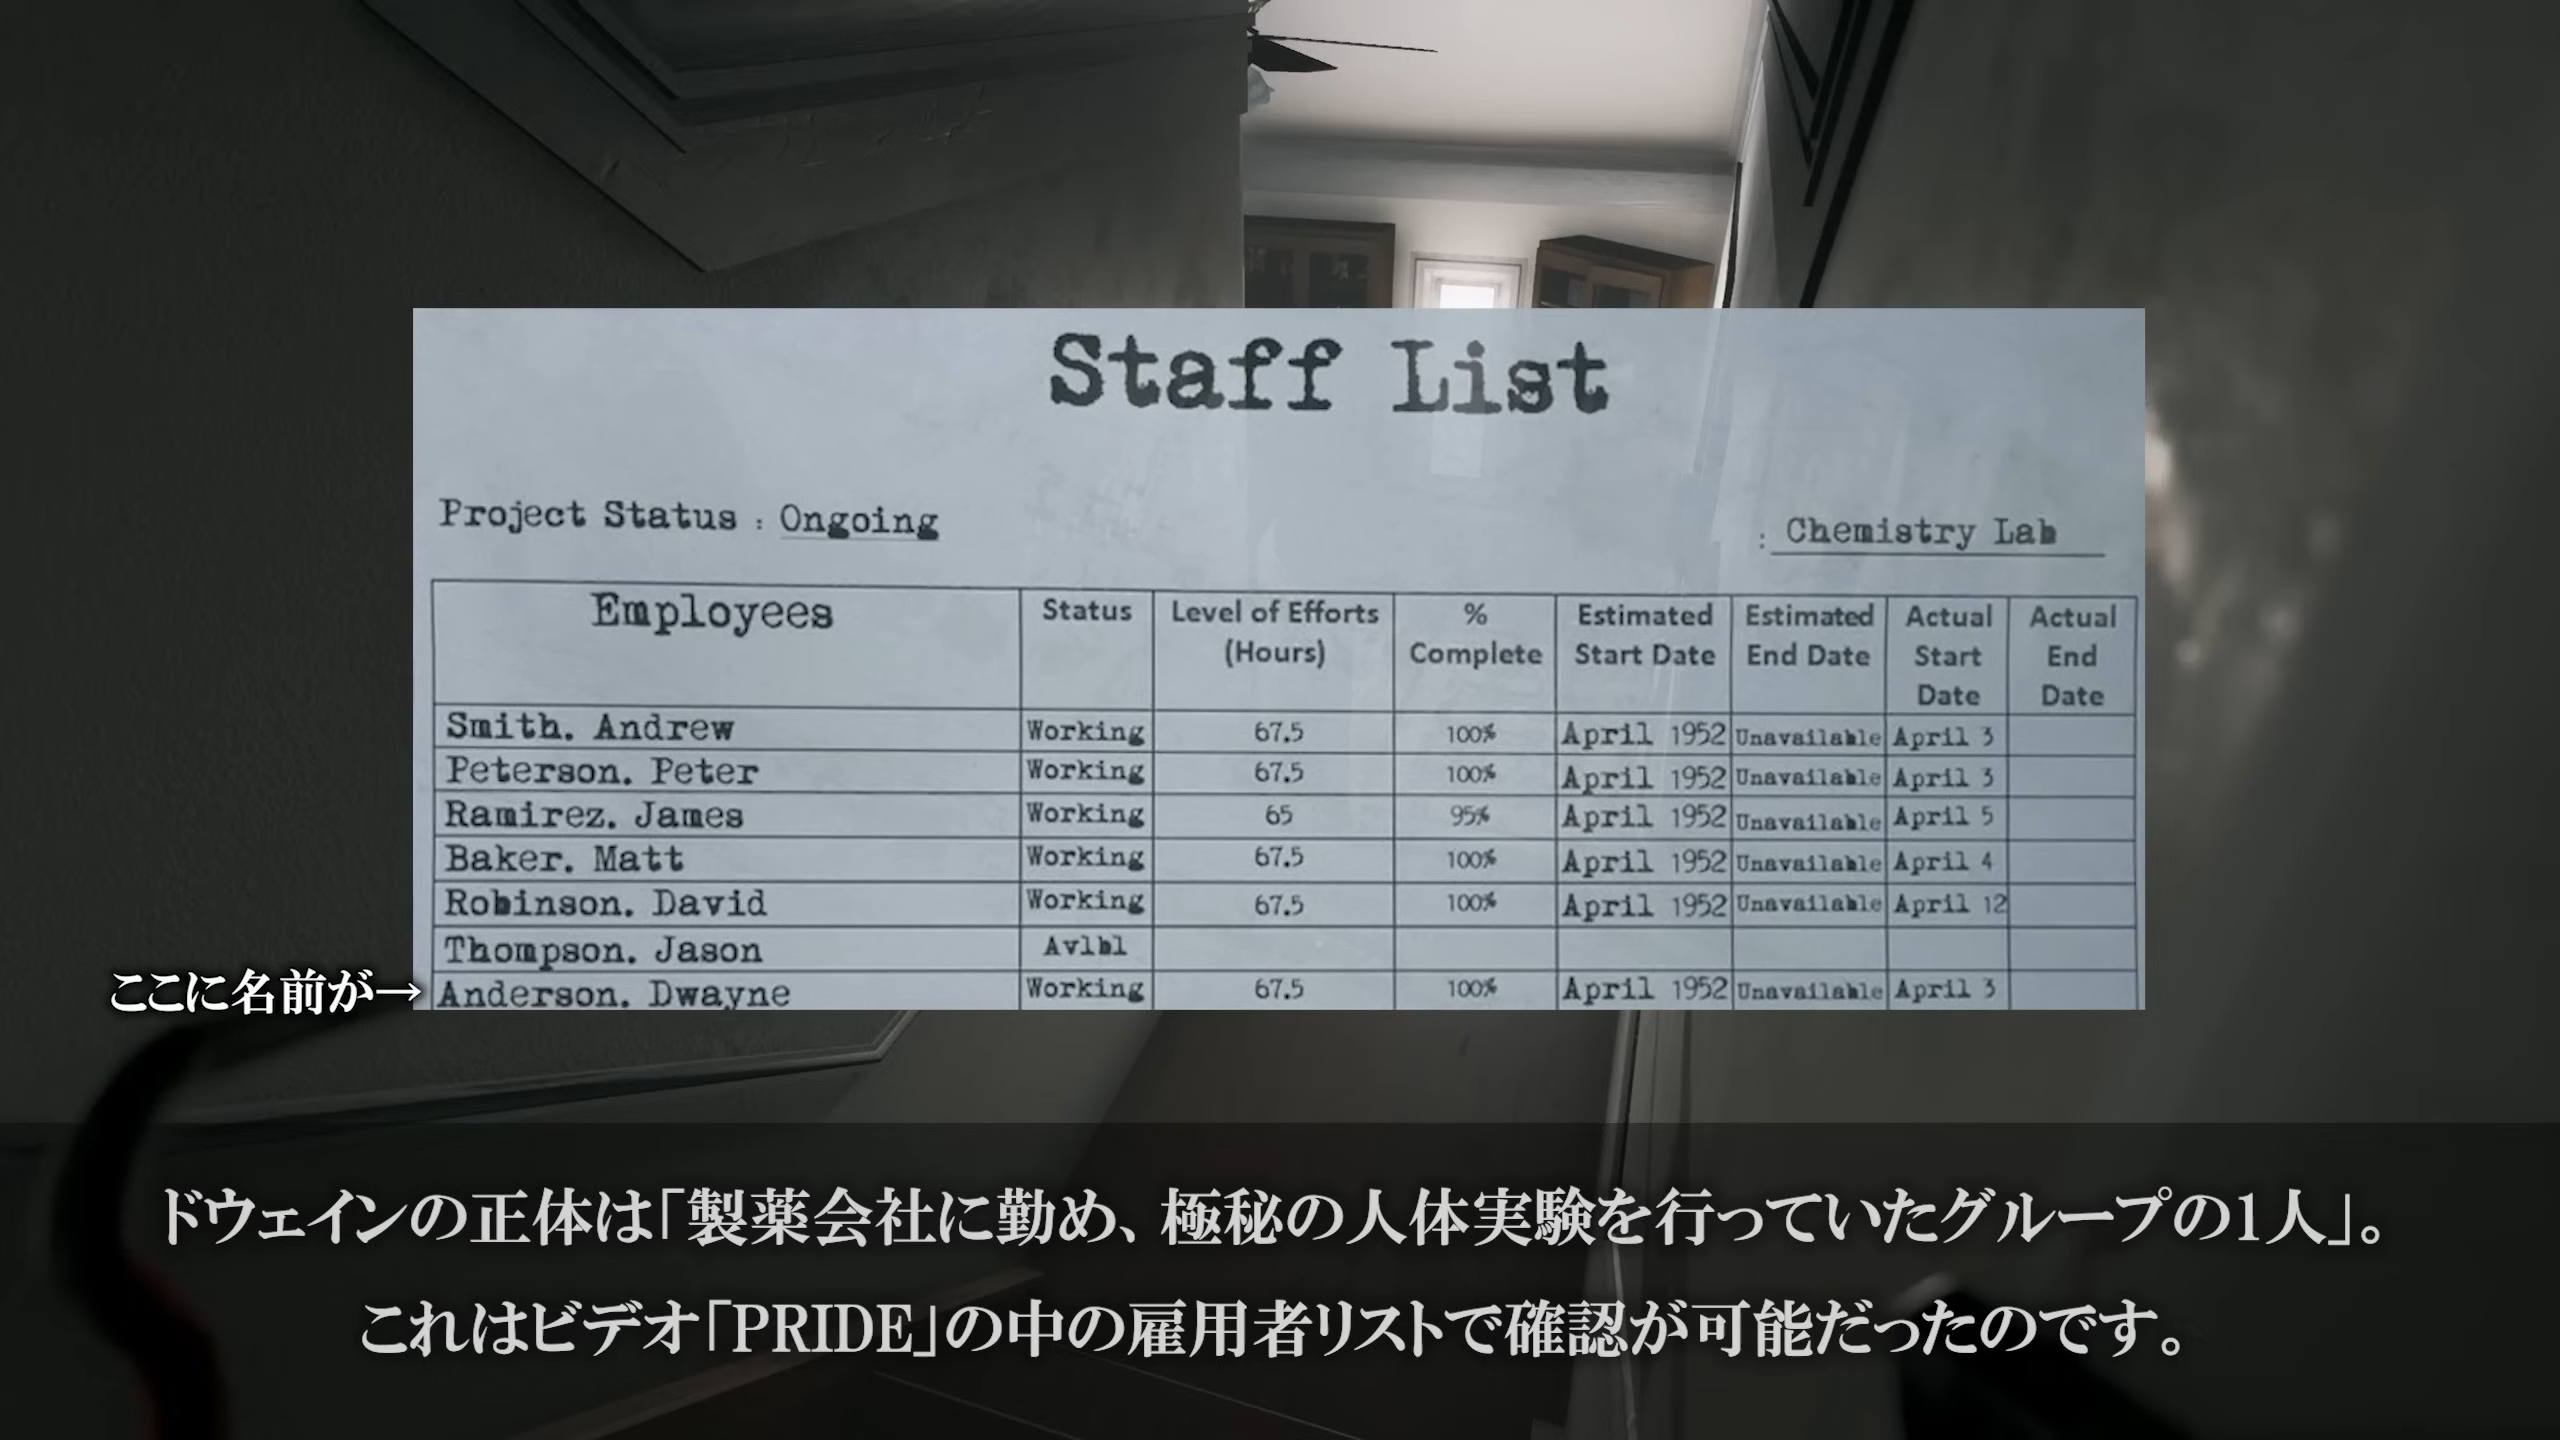 Staff List
Project Status : Ongoing
: Chemistry Lab
Employees Status Level of Efforts (Hours) % Complete Estimated Start Date Estimated End Date Actual Start Date Actual End Date
Smith. Andrew Working 67.5 100% April 1952 Unavailable April 3
Peterson. Peter Working 67.5 100% April 1952 Unavailable April 3
Ramirez. James Working 65 95% April 1952 Unavailable April 5
Baker. Matt Working 67.5 100% April 1952 Unavailable April 4
Robinson. David Working 67.5 100% April 1952 Unavailable April 12
Thompson. Jason Avlbl
ここに名前が→ Anderson. Dwayne Working 67.5 100% April 1952 Unavailable April 3
ドウェインの正体は「製薬会社に勤め、極秘の人体実験を行っていたグループの1人」。
これはビデオ「PRIDE」の中の雇用者リストで確認が可能だったのです。